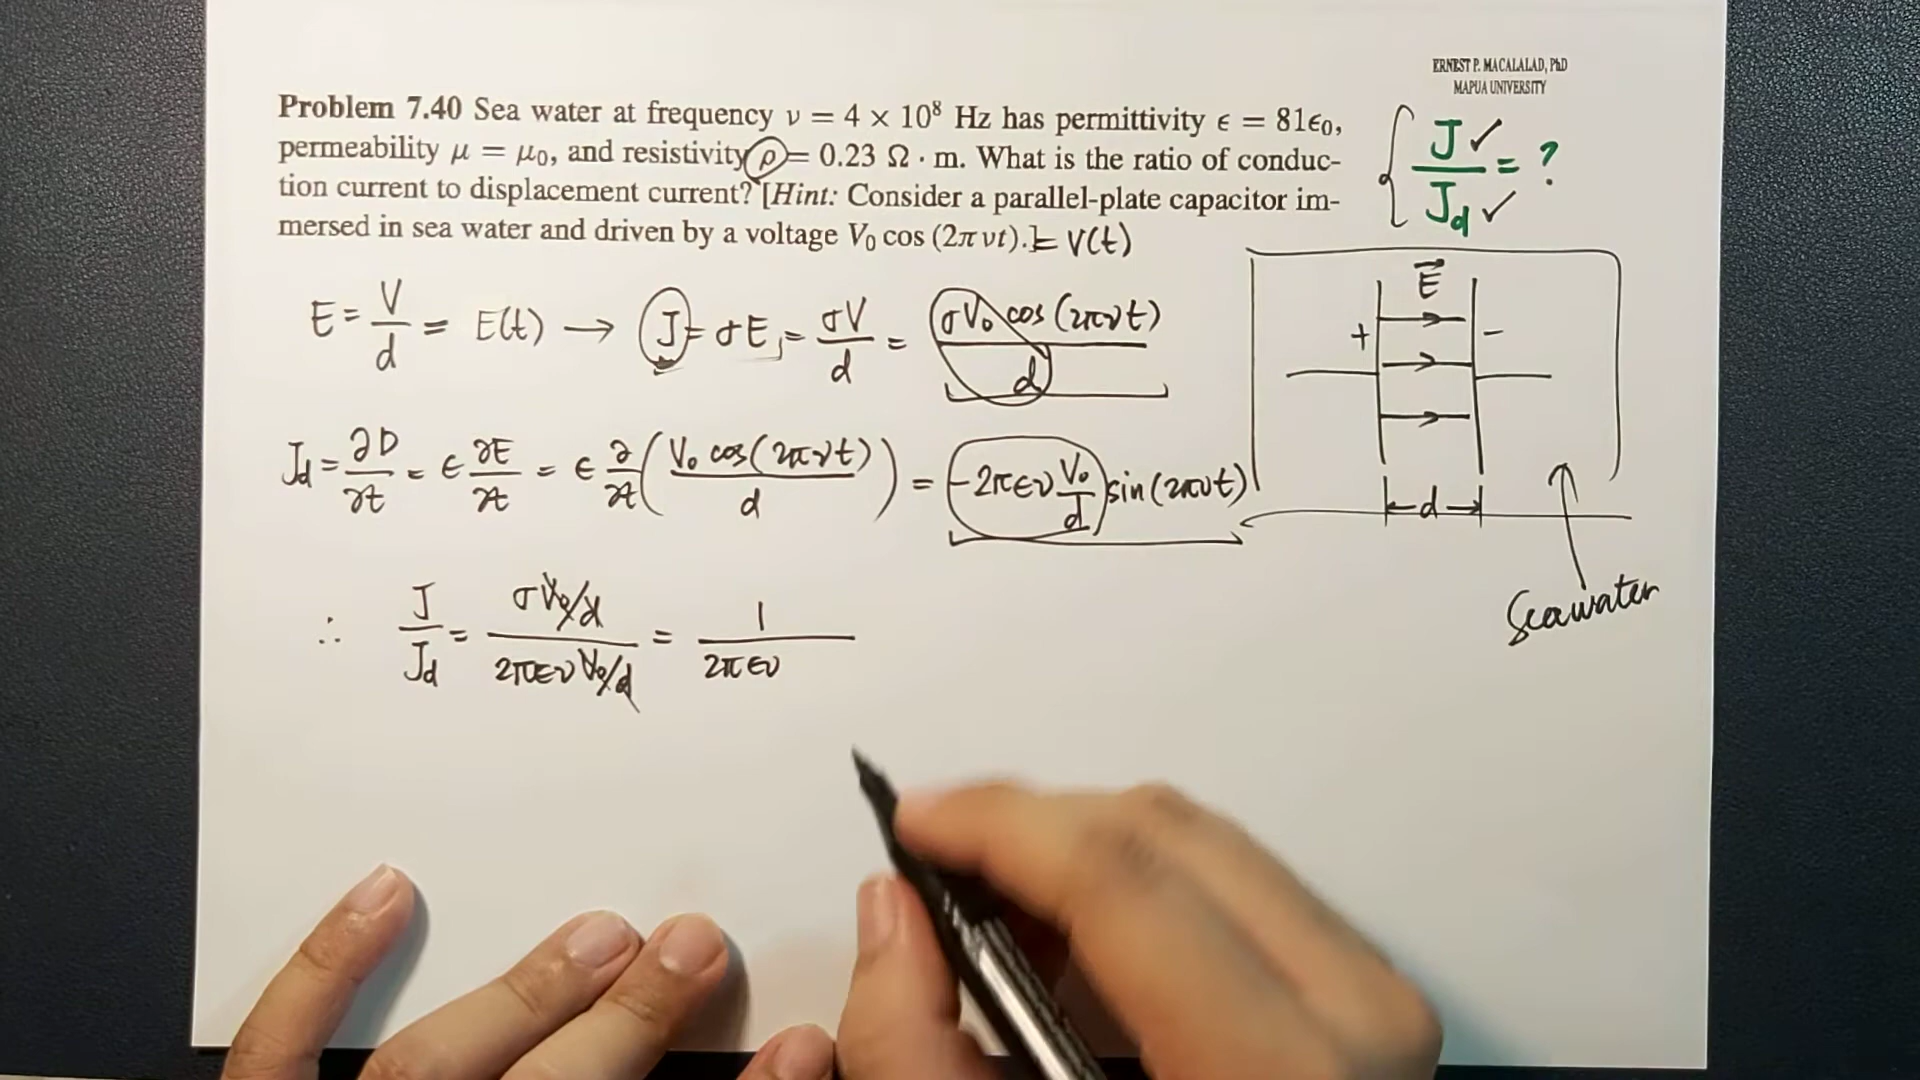 ERNEST P. MACALALAD, PhD
MAPUA UNIVERSITY
Problem 7.40 Sea water at frequency ν = 4 × 10⁸ Hz has permittivity ϵ = 81ϵ₀,
permeability μ = μ₀, and resistivity ρ = 0.23 Ω · m. What is the ratio of conduc-
tion current to displacement current? [Hint: Consider a parallel-plate capacitor im-
mersed in sea water and driven by a voltage V₀ cos (2πνt).] = V(t)
J ✓ / J_d ✓ = ?
E = V/d = E(t) → J = σE = σV/d = σV₀ cos(2πνt)/d
J_d = ∂D/∂t = ϵ ∂E/∂t = ϵ ∂/∂t (V₀ cos(2πνt)/d) = -2πϵν V₀/d sin(2πνt)
∴ J/J_d = σV₀/d / 2πϵνV₀/d = 1 / 2πϵν
E
+ −
d
Seawater